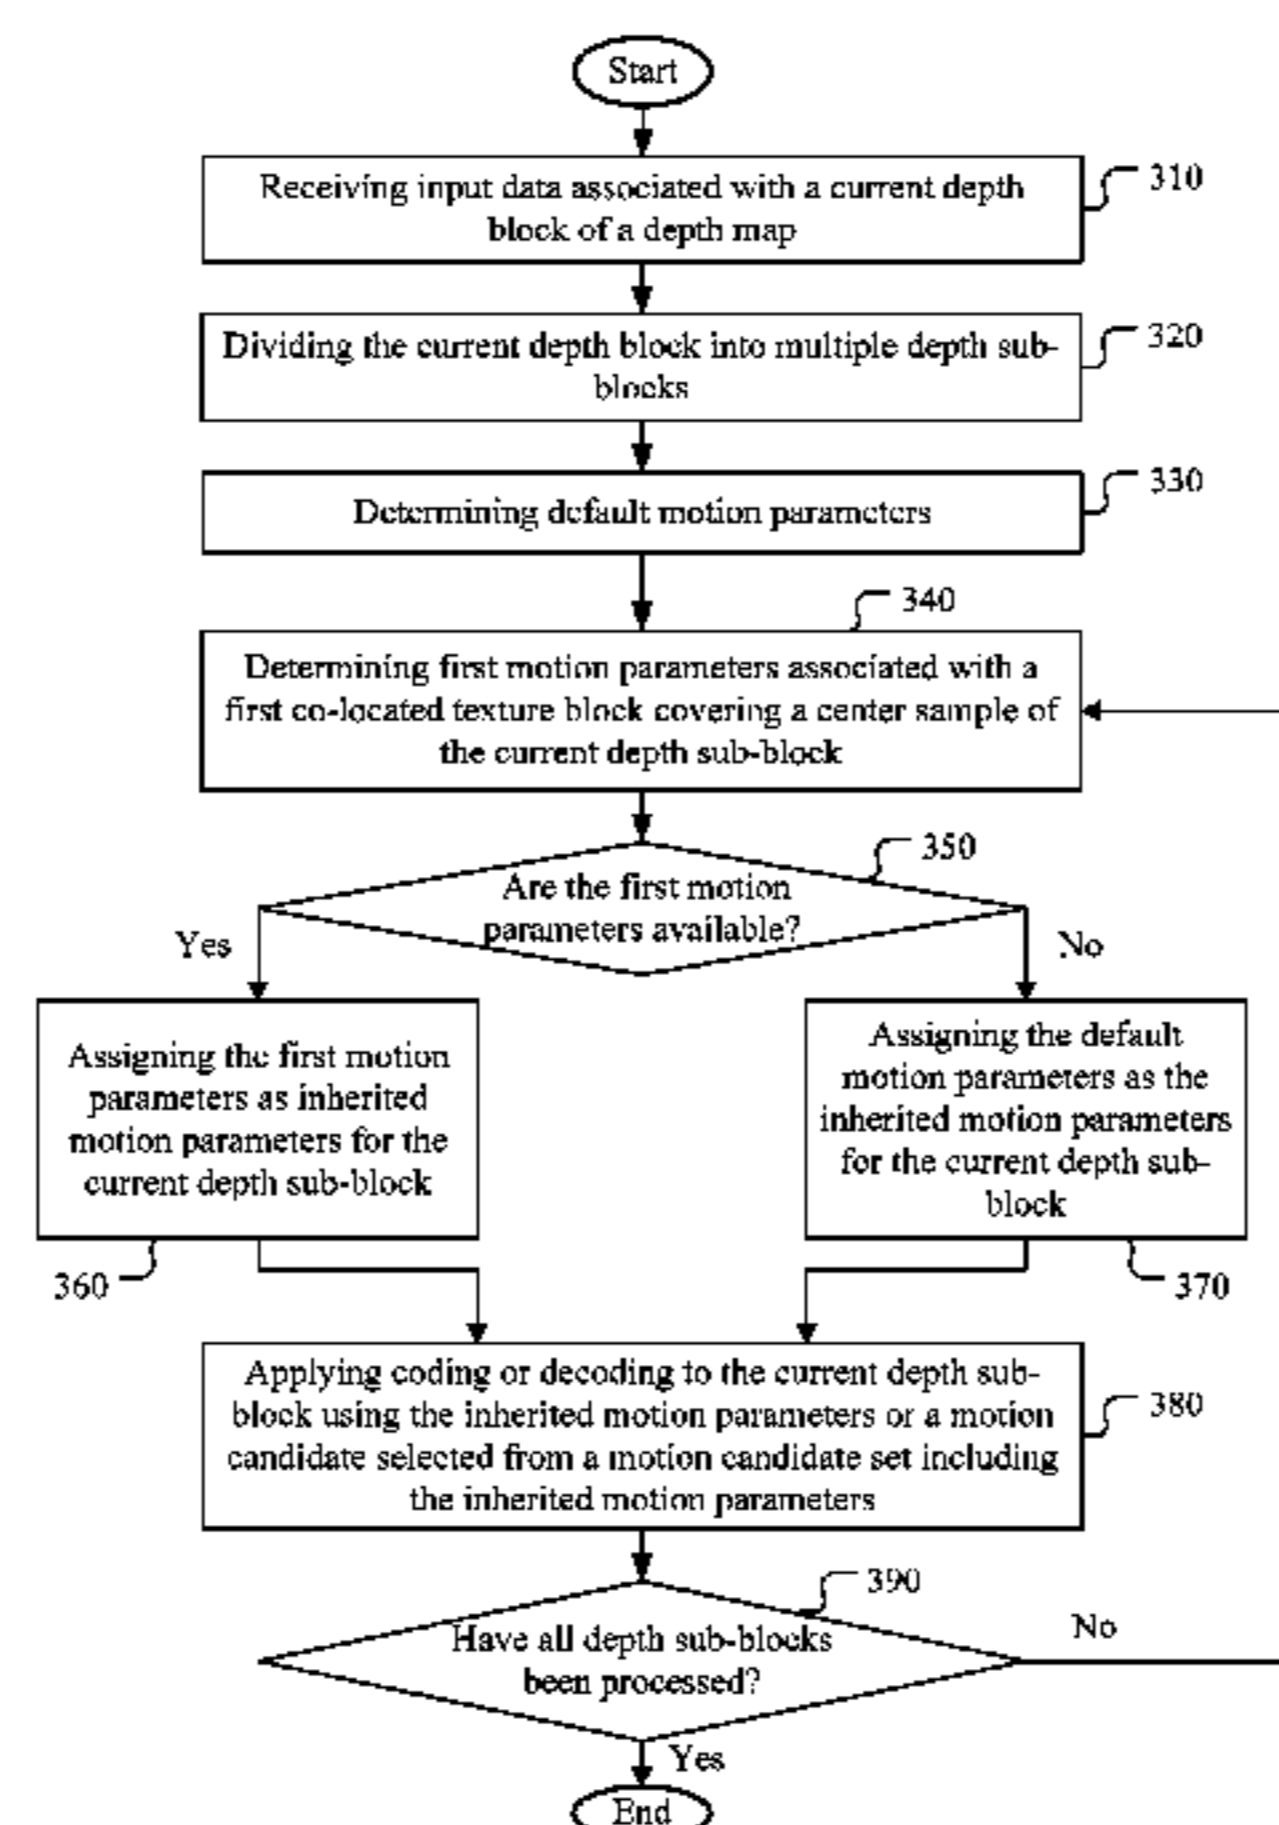 Start
Receiving input data associated with a current depth
block of a depth map
310
Dividing the current depth block into multiple depth sub-
blocks
320
Determining default motion parameters
330
340
Determining first motion parameters associated with a
first co-located texture block covering a center sample of
the current depth sub-block
350
Are the first motion
parameters available?
Yes
No
Assigning the first motion
parameters as inherited
motion parameters for the
current depth sub-block
360
Assigning the default
motion parameters as the
inherited motion parameters
for the current depth sub-
block
370
Applying coding or decoding to the current depth sub-
block using the inherited motion parameters or a motion
candidate selected from a motion candidate set including
the inherited motion parameters
380
390
Have all depth sub-blocks
been processed?
No
Yes
End